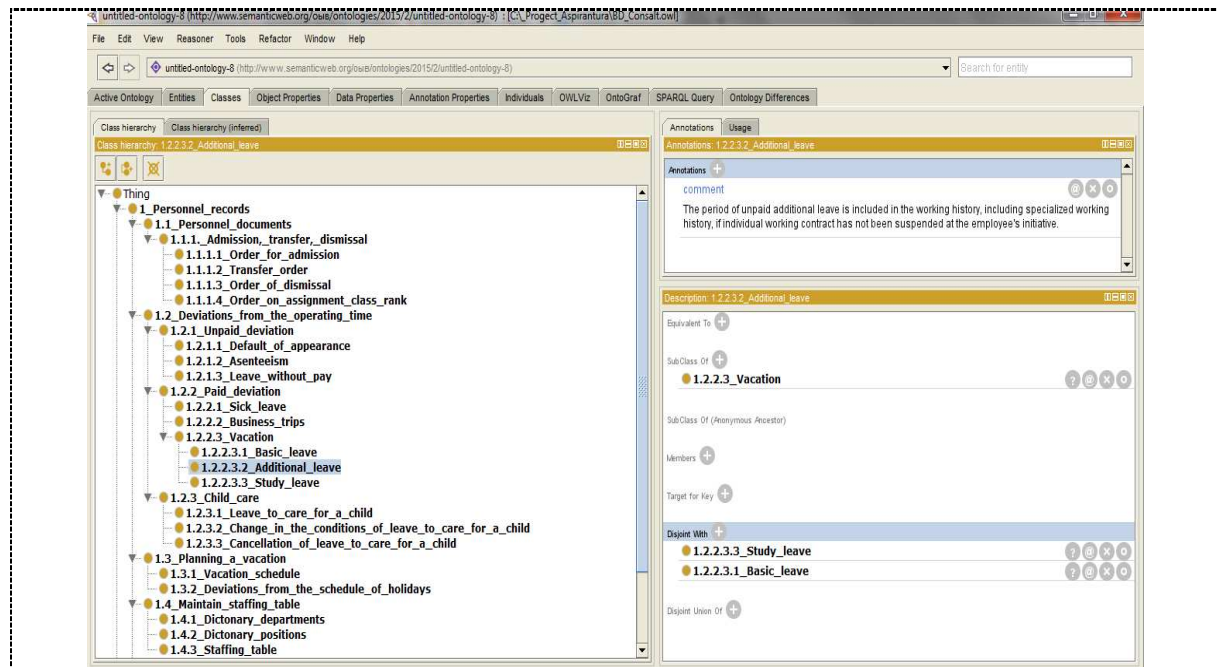 untitled-ontology-8 (http://www.semanticweb.org/оыв/ontologies/2015/2/untitled-ontology-8) : [C:\_Progect_Aspirantura\BD_Consalt.owl]
File Edit View Reasoner Tools Refactor Window Help
untitled-ontology-8 (http://www.semanticweb.org/оыв/ontologies/2015/2/untitled-ontology-8)
Search for entity
Active Ontology Entities Classes Object Properties Data Properties Annotation Properties Individuals OWLViz OntoGraf SPARQL Query Ontology Differences
Class hierarchy Class hierarchy (inferred)
Class hierarchy: 1.2.2.3.2_Additional_leave
Thing
1_Personnel_records
1.1_Personnel_documents
1.1.1._Admission,_transfer,_dismissal
1.1.1.1_Order_for_admission
1.1.1.2_Transfer_order
1.1.1.3_Order_of_dismissal
1.1.1.4_Order_on_assignment_class_rank
1.2_Deviations_from_the_operating_time
1.2.1_Unpaid_deviation
1.2.1.1_Default_of_appearance
1.2.1.2_Asenteeism
1.2.1.3_Leave_without_pay
1.2.2_Paid_deviation
1.2.2.1_Sick_leave
1.2.2.2_Business_trips
1.2.2.3_Vacation
1.2.2.3.1_Basic_leave
1.2.2.3.2_Additional_leave
1.2.2.3.3_Study_leave
1.2.3_Child_care
1.2.3.1_Leave_to_care_for_a_child
1.2.3.2_Change_in_the_conditions_of_leave_to_care_for_a_child
1.2.3.3_Cancellation_of_leave_to_care_for_a_child
1.3_Planning_a_vacation
1.3.1_Vacation_schedule
1.3.2_Deviations_from_the_schedule_of_holidays
1.4_Maintain_staffing_table
1.4.1_Dictonary_departments
1.4.2_Dictonary_positions
1.4.3_Staffing_table
Annotations Usage
Annotations: 1.2.2.3.2_Additional_leave
Annotations
comment
The period of unpaid additional leave is included in the working history, including specialized working
history, if individual working contract has not been suspended at the employee's initiative.
Description: 1.2.2.3.2_Additional_leave
Equivalent To
SubClass Of
1.2.2.3_Vacation
SubClass Of (Anonymous Ancestor)
Members
Target for Key
Disjoint With
1.2.2.3.3_Study_leave
1.2.2.3.1_Basic_leave
Disjoint Union Of